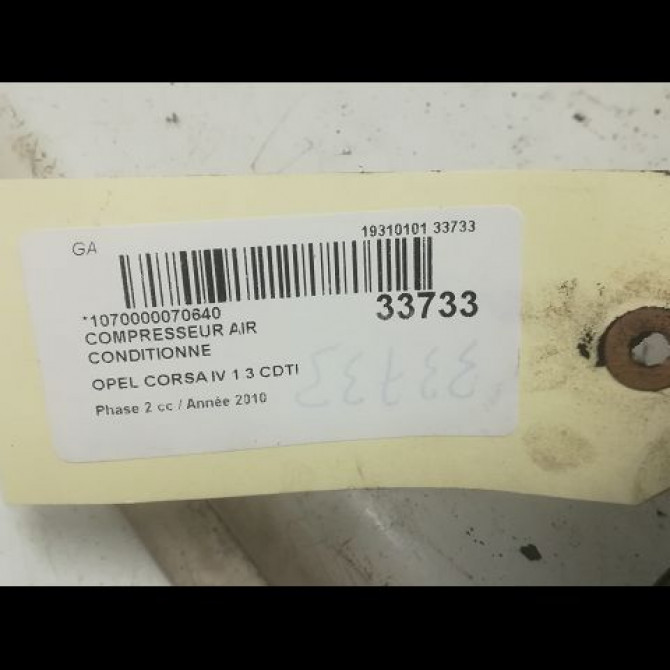 GA
19310101 33733
*1070000070640
33733
COMPRESSEUR AIR
CONDITIONNE
OPEL CORSA IV 1 3 CDTI
Phase 2 cc / Année 2010
33733